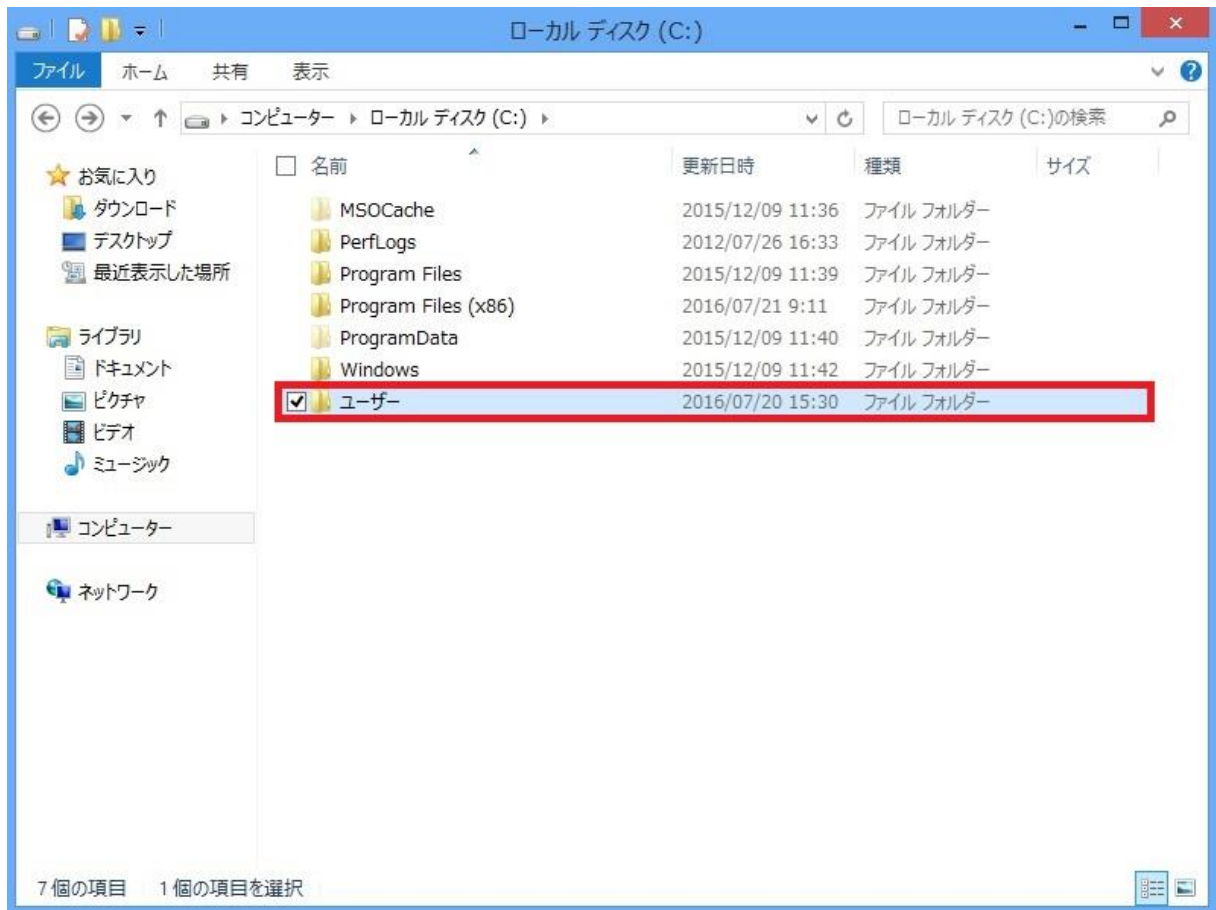 ローカル ディスク (C:)
ファイル ホーム 共有 表示
コンピューター ローカル ディスク (C:) ローカル ディスク (C:)の検索
お気に入り
ダウンロード
デスクトップ
最近表示した場所
ライブラリ
ドキュメント
ピクチャ
ビデオ
ミュージック
コンピューター
ネットワーク
名前 更新日時 種類 サイズ
MSOCache 2015/12/09 11:36 ファイル フォルダー
PerfLogs 2012/07/26 16:33 ファイル フォルダー
Program Files 2015/12/09 11:39 ファイル フォルダー
Program Files (x86) 2016/07/21 9:11 ファイル フォルダー
ProgramData 2015/12/09 11:40 ファイル フォルダー
Windows 2015/12/09 11:42 ファイル フォルダー
ユーザー 2016/07/20 15:30 ファイル フォルダー
7 個の項目 1 個の項目を選択